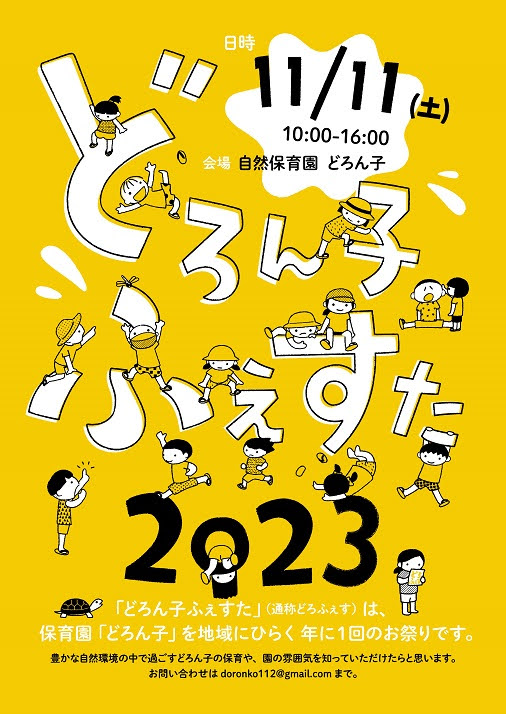 日時
11/11(土)
10:00-16:00
会場 自然保育園 どろん子
どろん子
ふぇすた
2023
「どろん子ふぇすた」(通称どろふぇす)は、
保育園「どろん子」を地域にひらく 年に1回のお祭りです。
豊かな自然環境の中で過ごすどろん子の保育や、園の雰囲気を知っていただけたらと思います。
お問い合わせは doronko112@gmail.com まで。